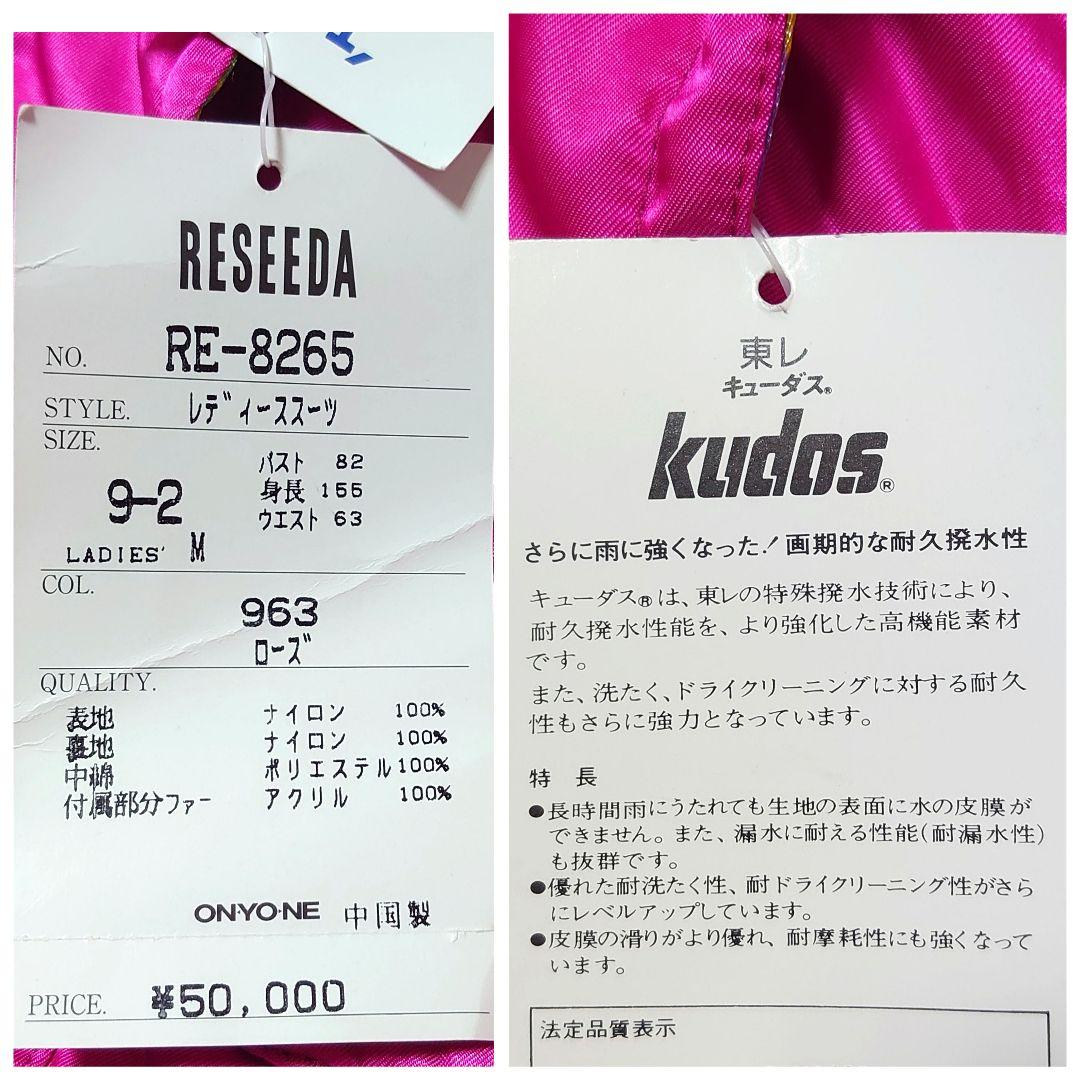 RESEEDA
NO. RE-8265
STYLE. レディーススーツ
SIZE.
9-2
LADIES' M
バスト 82
身長 155
ウエスト 63
COL.
963
ローズ
QUALITY.
表地 ナイロン 100%
裏地 ナイロン 100%
中綿 ポリエステル 100%
付属部分ファー アクリル 100%
ON・YO・NE 中国製
PRICE. ¥50,000
東レ
キューダス®
kudos®
さらに雨に強くなった!画期的な耐久撥水性
キューダス®は、東レの特殊撥水技術により、
耐久撥水性能を、より強化した高機能素材
です。
また、洗たく、ドライクリーニングに対する耐久
性もさらに強力となっています。
特 長
●長時間雨にうたれても生地の表面に水の皮膜が
できません。また、漏水に耐える性能(耐漏水性)
も抜群です。
●優れた耐洗たく性、耐ドライクリーニング性がさら
にレベルアップしています。
●皮膜の滑りがより優れ、耐摩耗性にも強くなって
います。
法定品質表示